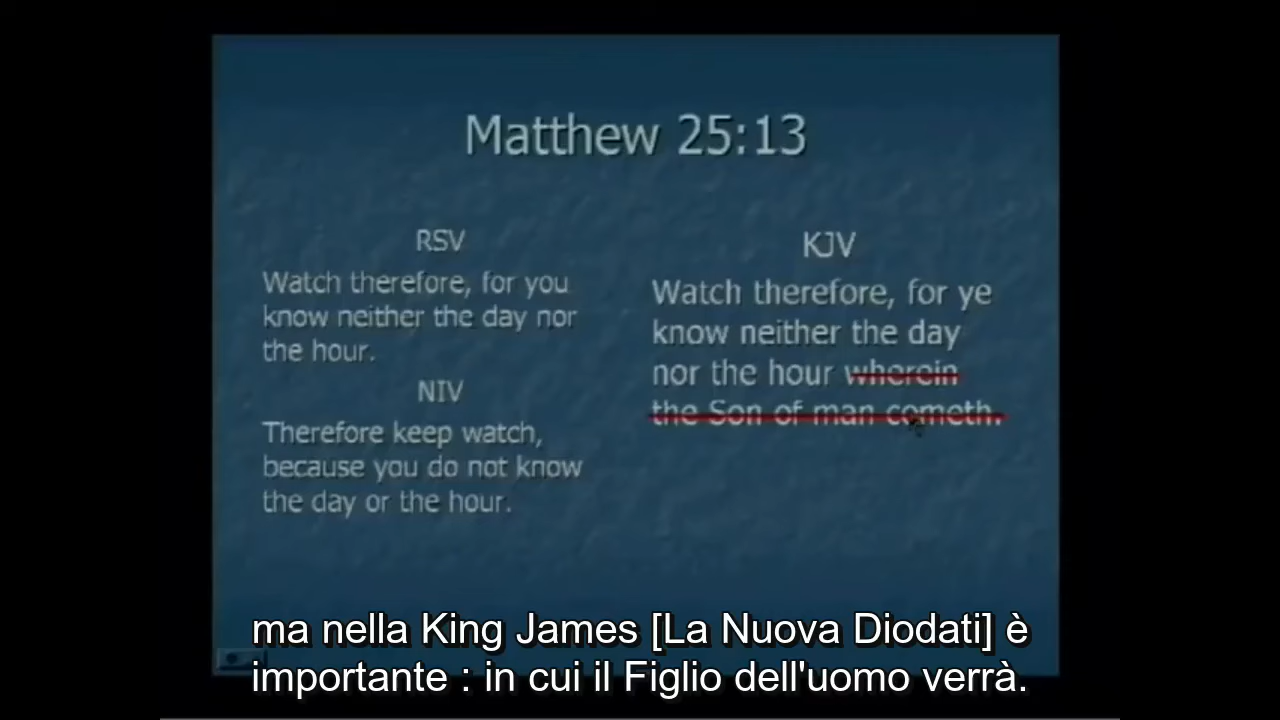 Matthew 25:13
RSV
Watch therefore, for you
know neither the day nor
the hour.
NIV
Therefore keep watch,
because you do not know
the day or the hour.
KJV
Watch therefore, for ye
know neither the day
nor the hour wherein
the Son of man cometh.
ma nella King James [La Nuova Diodati] è
importante : in cui il Figlio dell'uomo verrà.